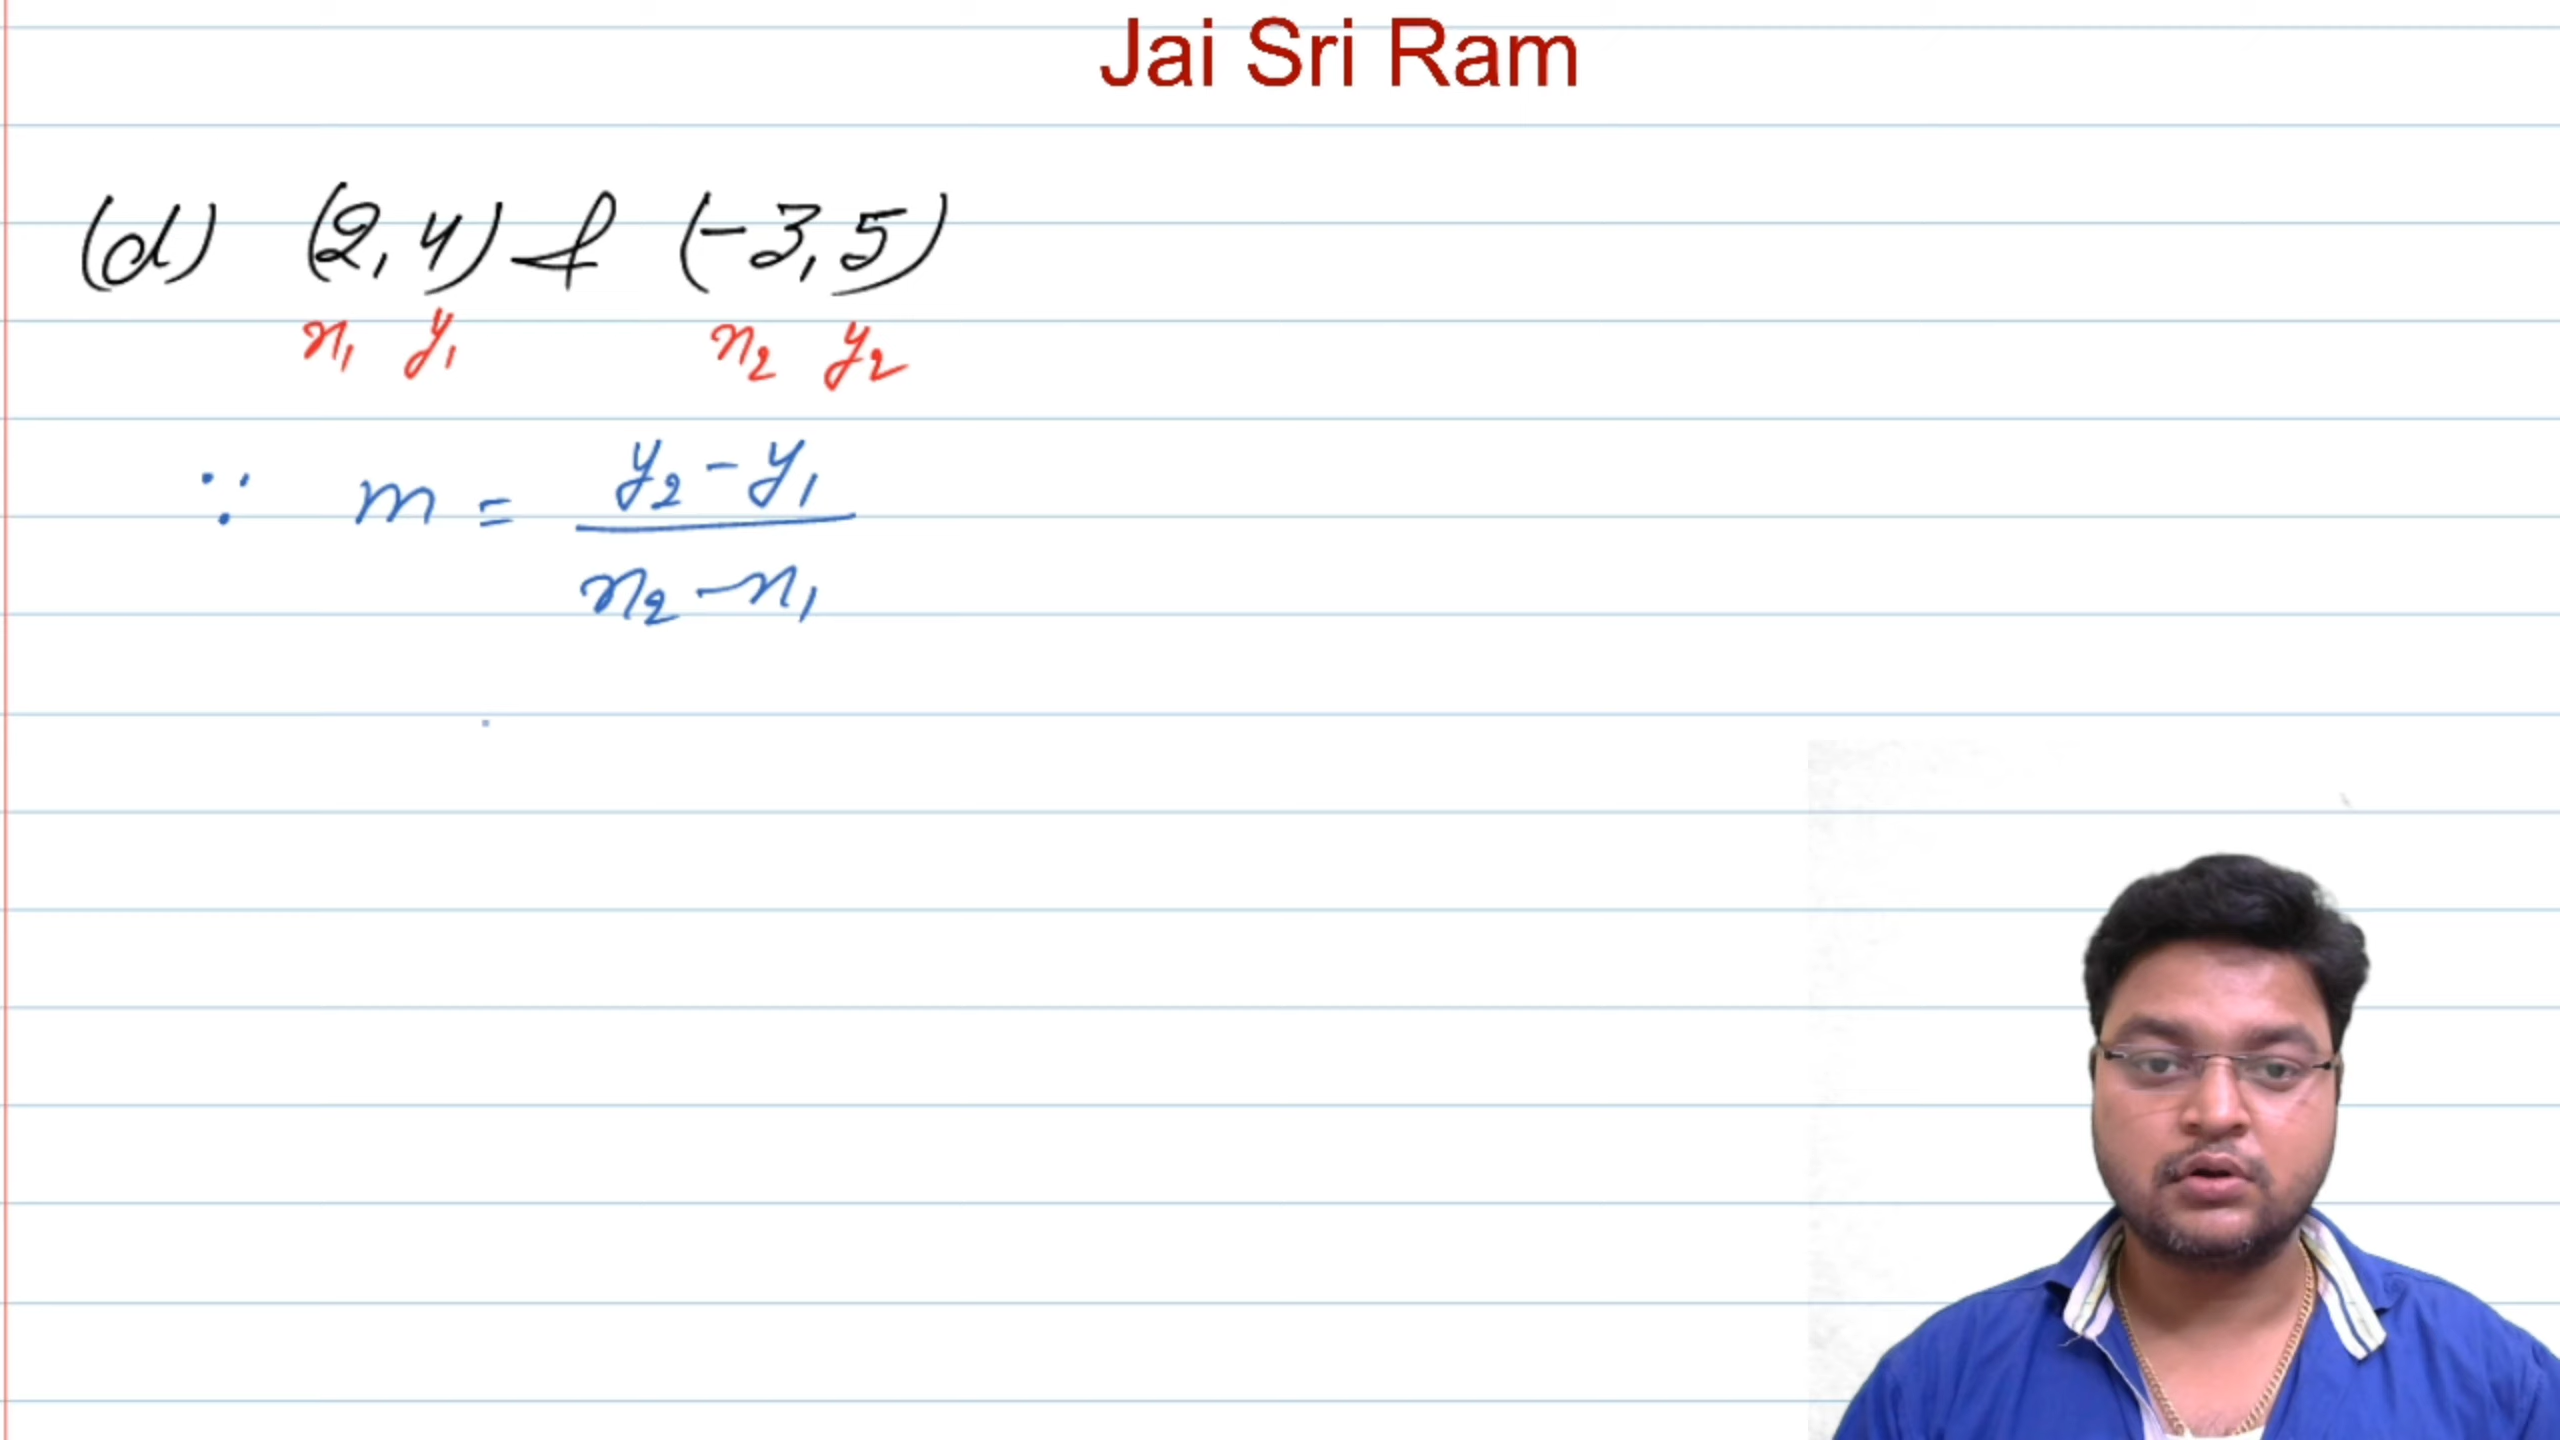 Jai Sri Ram
(d) (2,4) & (-3,5)
x₁ y₁ x₂ y₂
∵ m = y₂-y₁
x₂-x₁